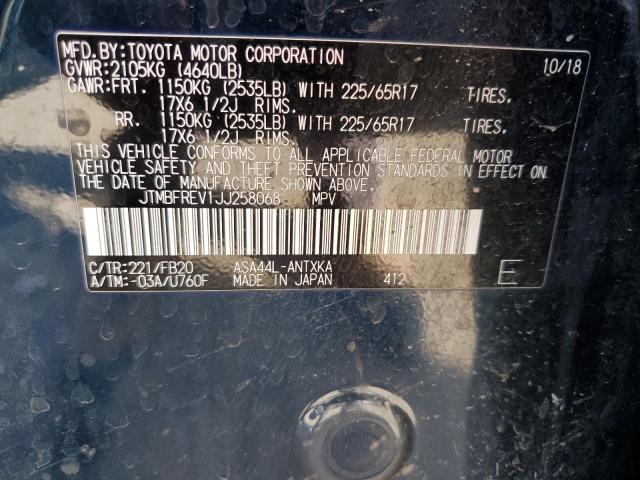 MFD.BY:TOYOTA MOTOR CORPORATION 10/18
GVWR:2105KG (4640LB)
GAWR:FRT. 1150KG (2535LB) WITH 225/65R17 TIRES,
17X6 1/2J RIMS.
RR. 1150KG (2535LB) WITH 225/65R17 TIRES,
17X6 1/2J RIMS.
THIS VEHICLE CONFORMS TO ALL APPLICABLE FEDERAL MOTOR
VEHICLE SAFETY AND THEFT PREVENTION STANDARDS IN EFFECT ON
THE DATE OF MANUFACTURE SHOWN ABOVE.
JTMBFREV1JJ258068 MPV
C/TR:221/FB20 ASA44L-ANTXKA
A/TM:-03A/U760F MADE IN JAPAN 412 E